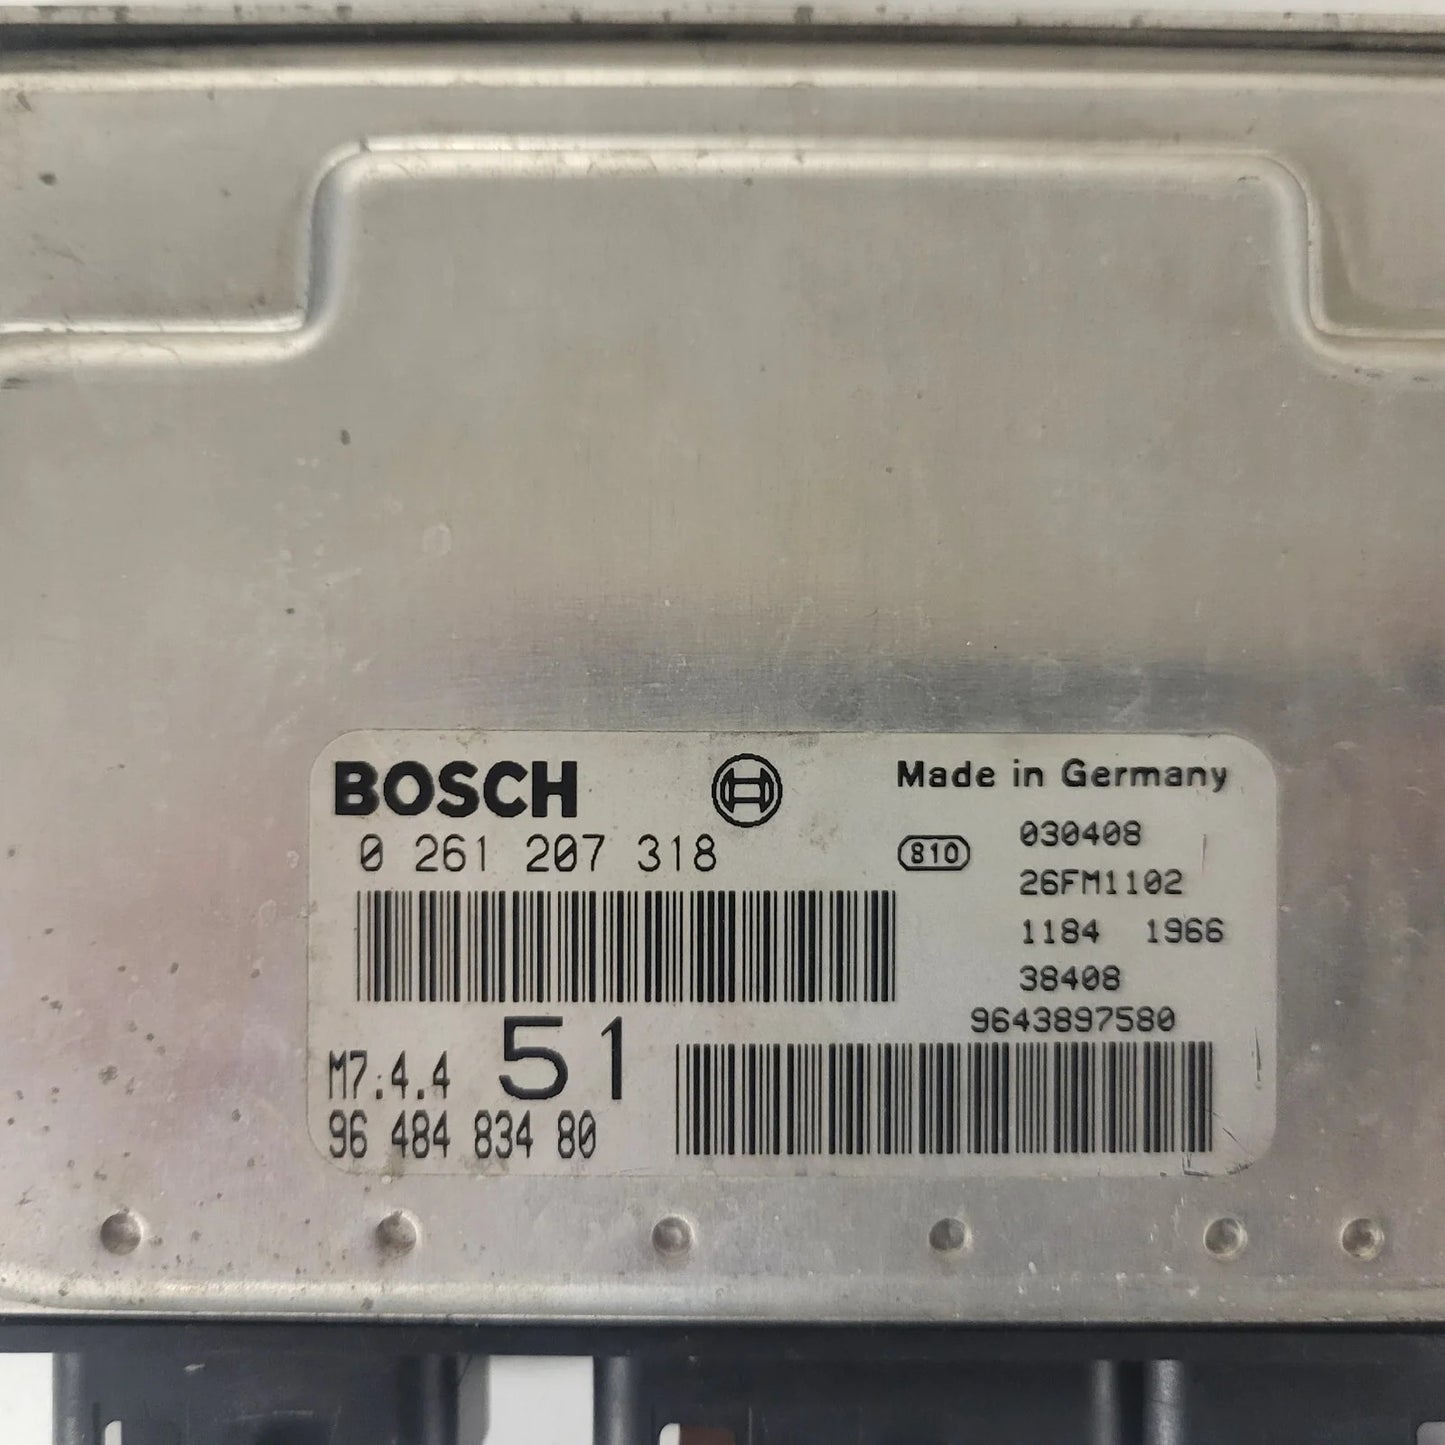 BOSCH
Made in Germany
0 261 207 318
810
030408
26FM1102
1184 1966
38408
9643897580
M7.4.4
51
96 484 834 80